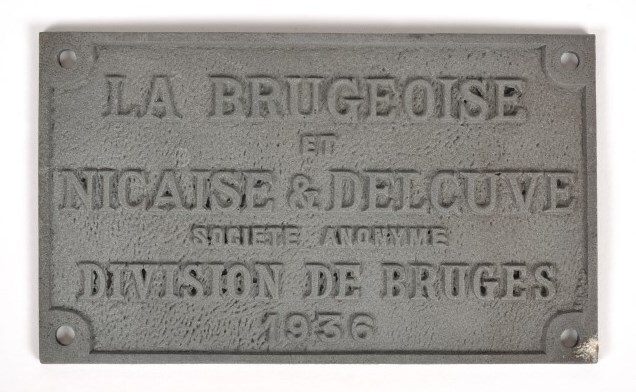 LA BRUGEOISE
ET
NICAISE & DELCUVE
SOCIETE ANONYME
DIVISION DE BRUGES
1936